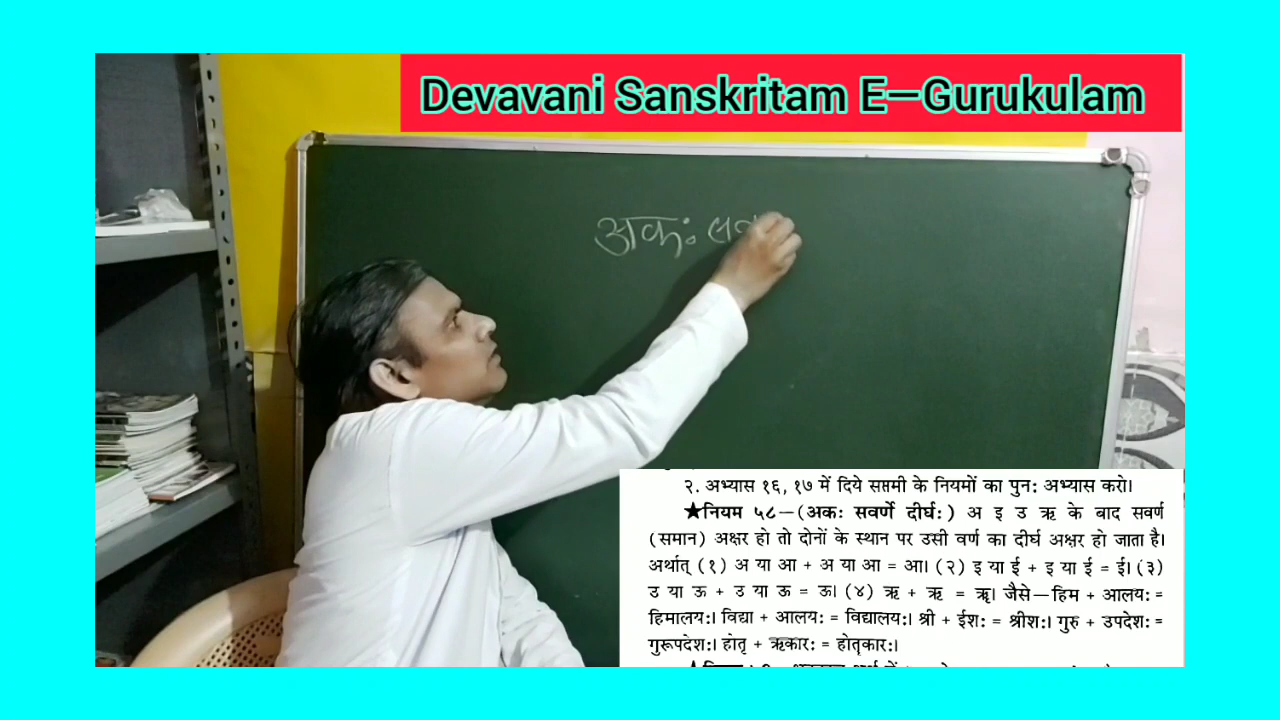 Devavani Sanskritam E—Gurukulam
अकः सव
२. अभ्यास १६, १७ में दिये सप्तमी के नियमों का पुनः अभ्यास करो।
★नियम ५८—(अकः सवर्णे दीर्घः) अ इ उ ऋ के बाद सवर्ण
(समान) अक्षर हो तो दोनों के स्थान पर उसी वर्ण का दीर्घ अक्षर हो जाता है।
अर्थात् (१) अ या आ + अ या आ = आ। (२) इ या ई + इ या ई = ई। (३)
उ या ऊ + उ या ऊ = ऊ। (४) ऋ + ऋ = ॠ। जैसे—हिम + आलयः =
हिमालयः। विद्या + आलयः = विद्यालयः। श्री + ईशः = श्रीशः। गुरु + उपदेशः =
गुरूपदेशः। होतृ + ऋकारः = होतॄकारः।